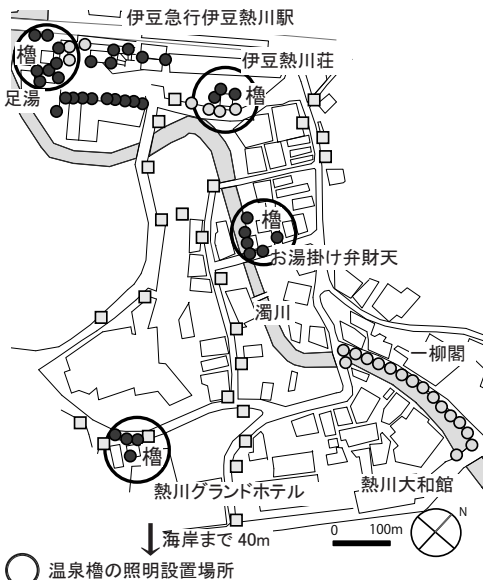 伊豆急行伊豆熱川駅
櫓
足湯
伊豆熱川荘
櫓
櫓
お湯掛け弁財天
濁川
一柳閣
櫓
熱川グランドホテル
熱川大和館
海岸まで 40m
0 100m
N
温泉櫓の照明設置場所